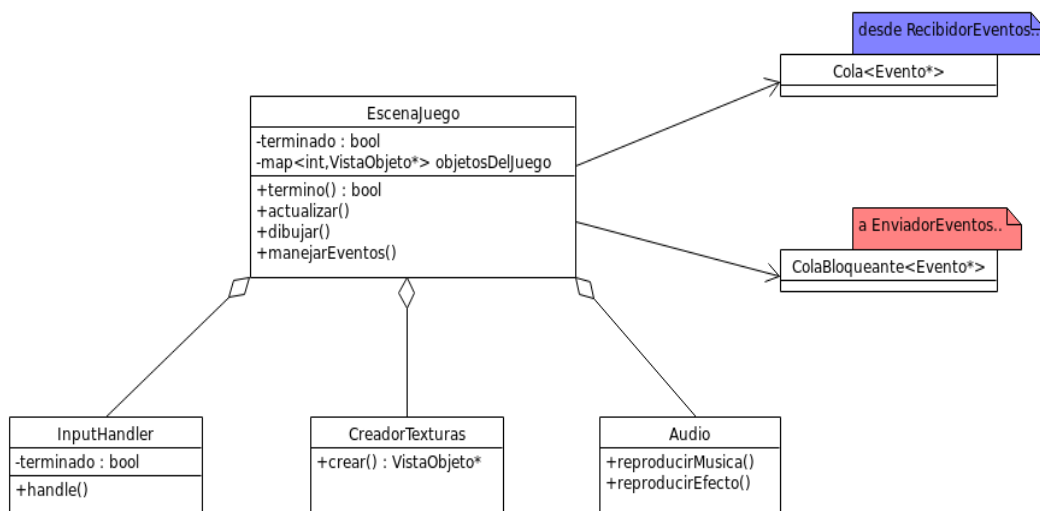 desde RecibidorEventos..
Cola<Evento*>
EscenaJuego
-terminado : bool
-map<int,VistaObjeto*> objetosDelJuego
+termino() : bool
+actualizar()
+dibujar()
+manejarEventos()
a EnviadorEventos..
ColaBloqueante<Evento*>
InputHandler
-terminado : bool
+handle()
CreadorTexturas
+crear() : VistaObjeto*
Audio
+reproducirMusica()
+reproducirEfecto()